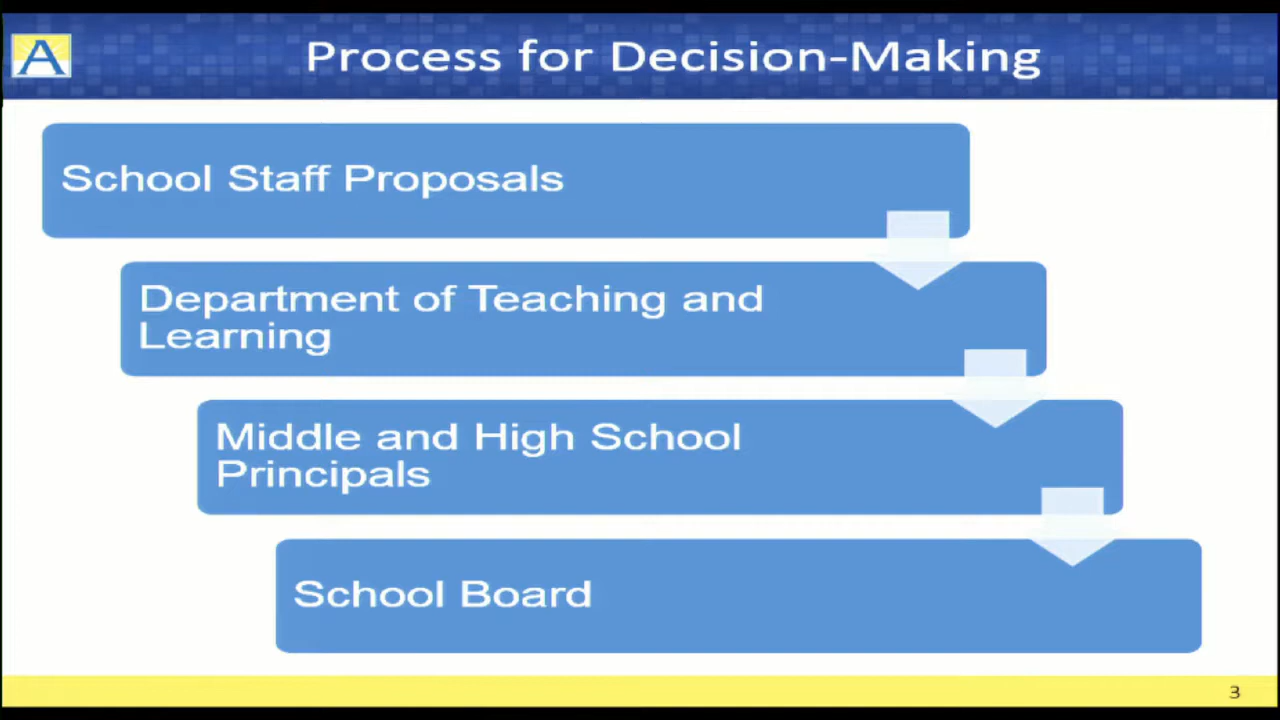 A
Process for Decision-Making
School Staff Proposals
Department of Teaching and
Learning
Middle and High School
Principals
School Board
3